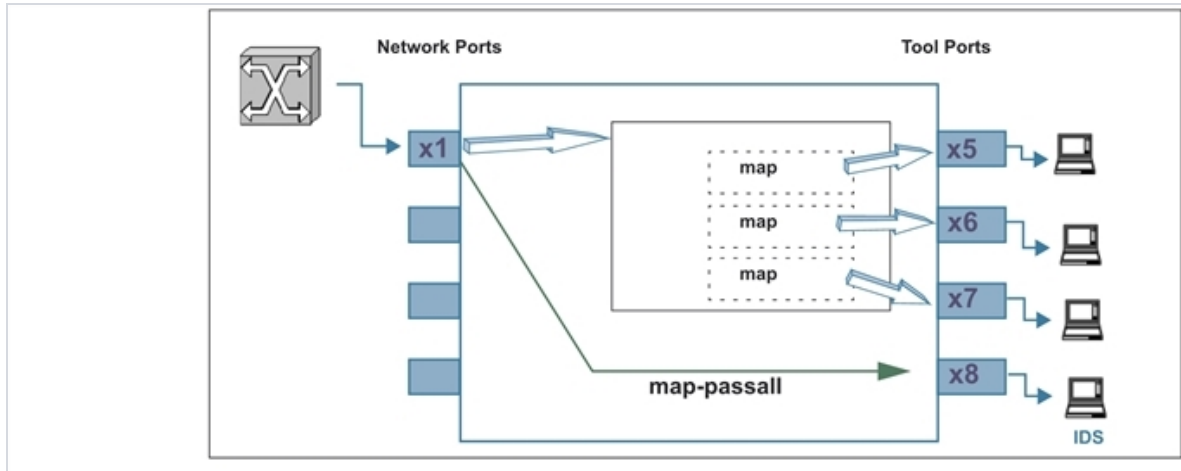 Network Ports
Tool Ports
x1
map
x5
map
x6
map
x7
map-passall
x8
IDS